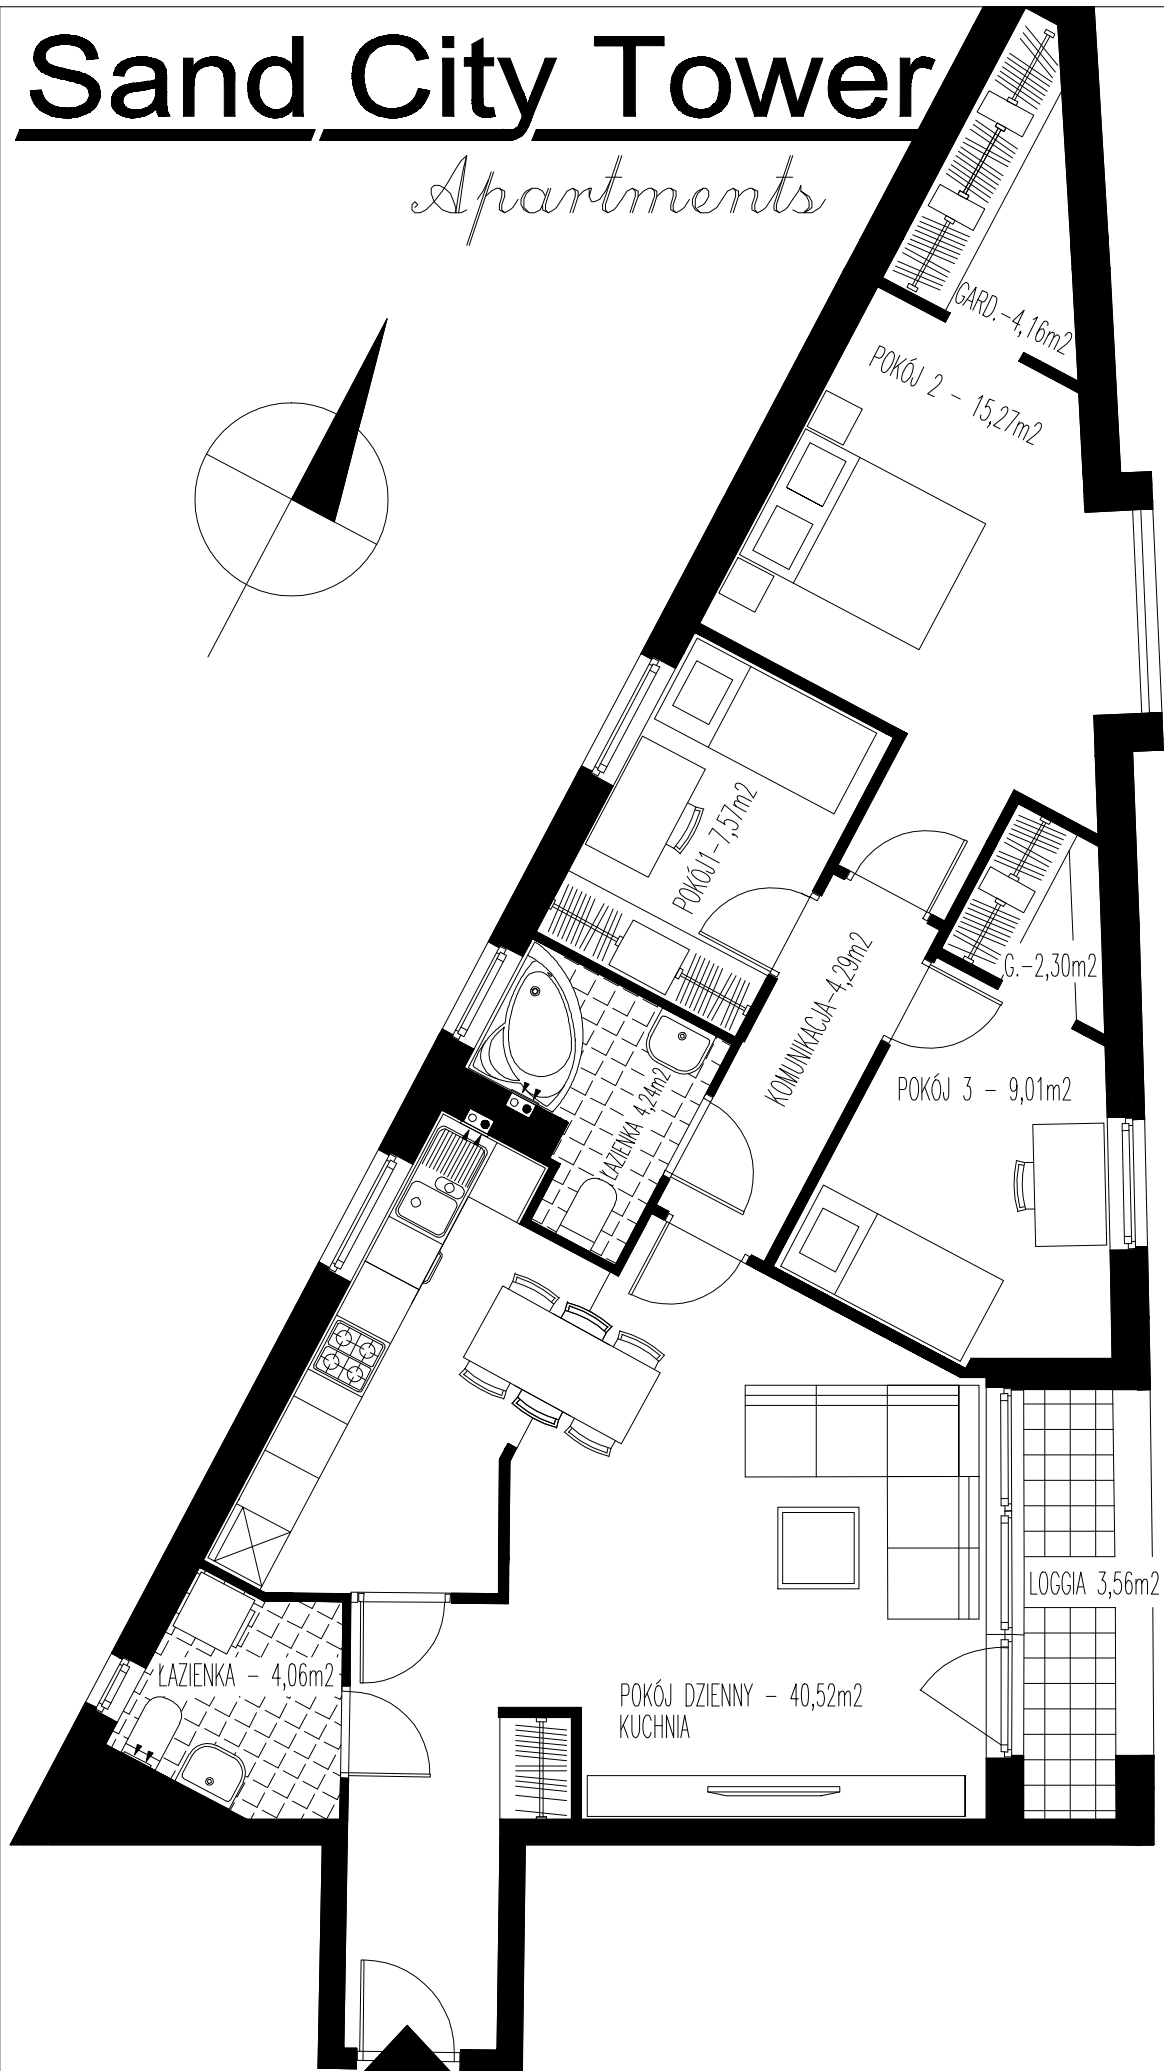 Sand City Tower
Apartments
GARD.-4,16m2
POKÓJ 2 - 15,27m2
POKÓJ1-7,57m2
KOMUNIKACJA-4,29m2
G.-2,30m2
POKÓJ 3 - 9,01m2
ŁAZIENKA 4,24m2
LOGGIA 3,56m2
ŁAZIENKA - 4,06m2
POKÓJ DZIENNY - 40,52m2
KUCHNIA